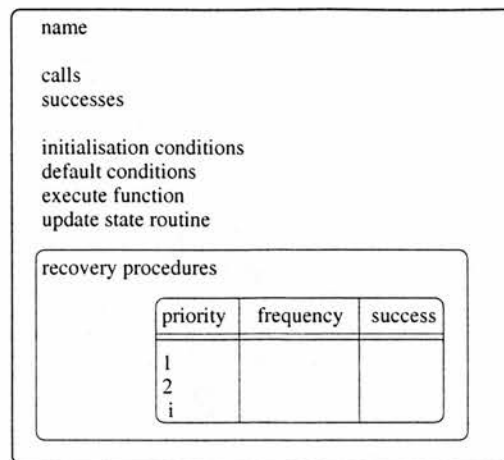 name
calls
successes
initialisation conditions
default conditions
execute function
update state routine
recovery procedures
priority frequency success
1
2
i